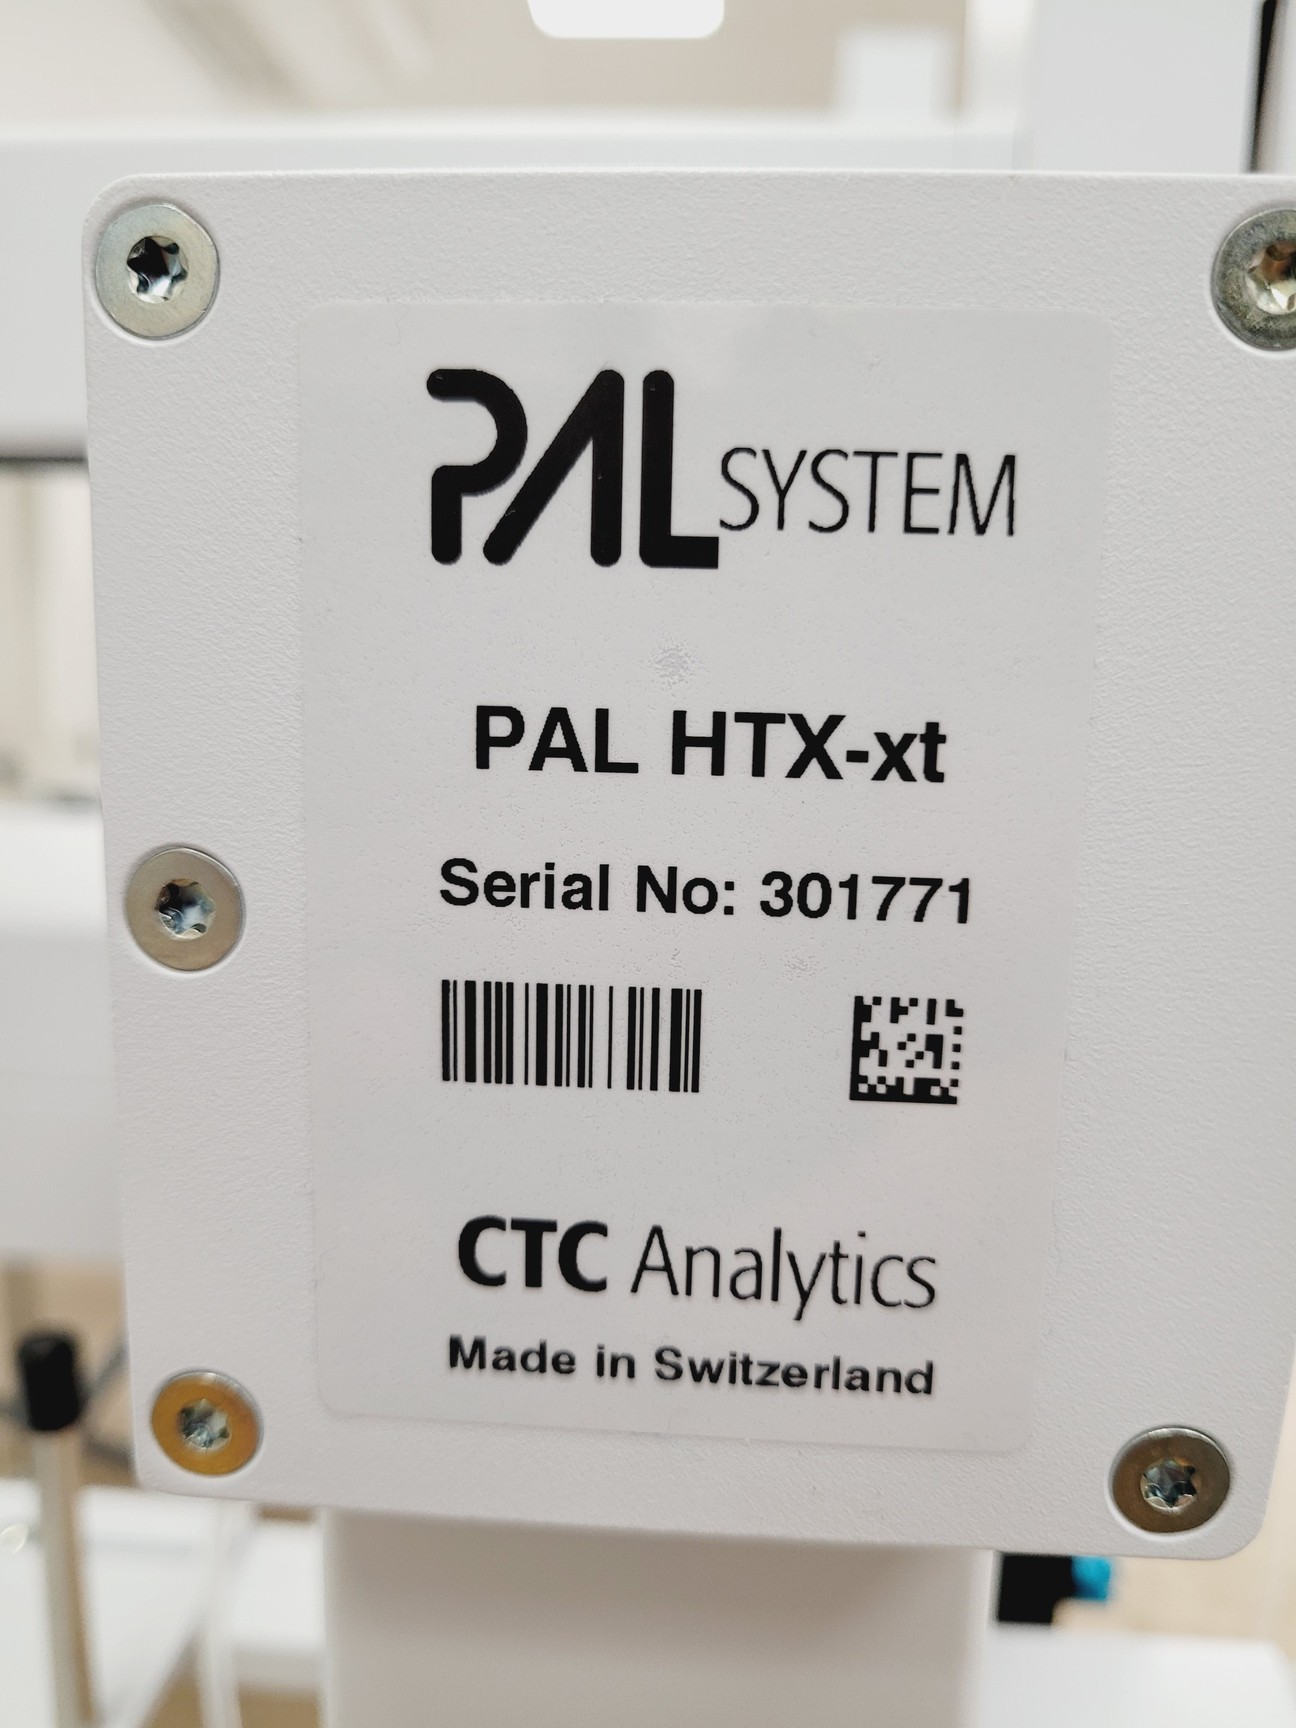 PAL SYSTEM
PAL HTX-xt
Serial No: 301771
CTC Analytics
Made in Switzerland